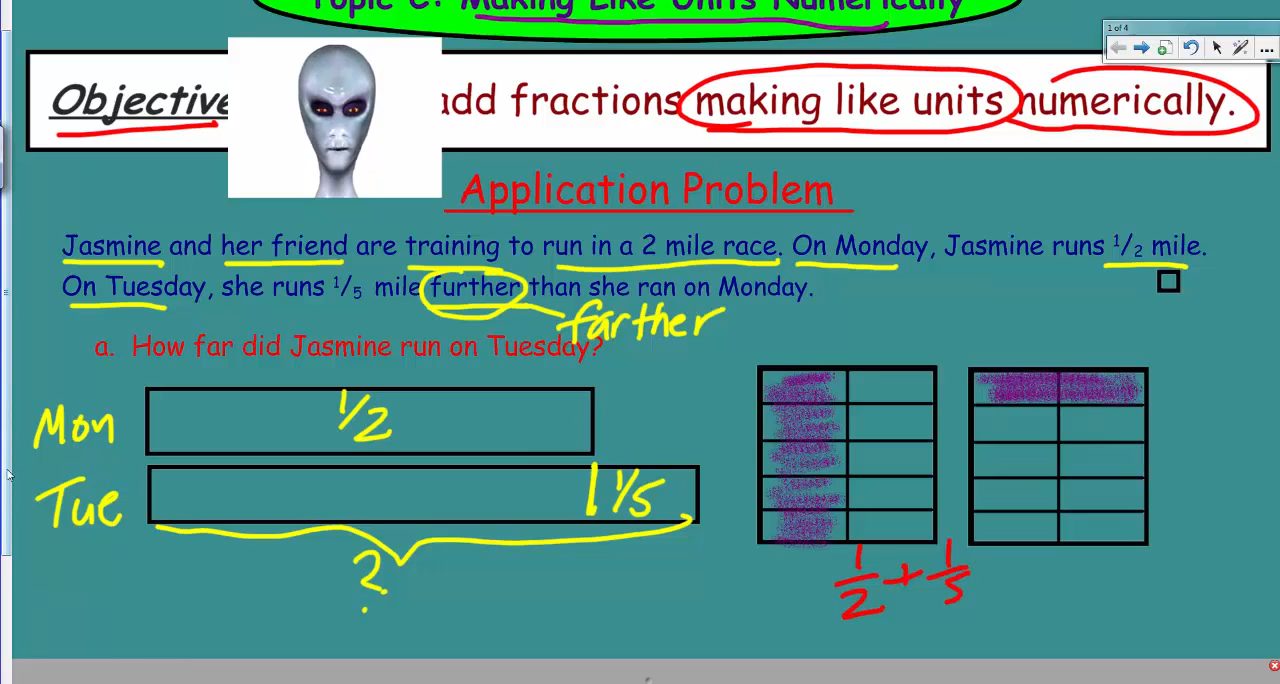 Topic C: Making Like Units Numerically
1 of 4
Objective add fractions making like units numerically.
Application Problem
Jasmine and her friend are training to run in a 2 mile race. On Monday, Jasmine runs 1/2 mile.
On Tuesday, she runs 1/5 mile further than she ran on Monday.
farther
a. How far did Jasmine run on Tuesday?
Mon 1/2
Tue 1/5
?
1/2 + 1/5